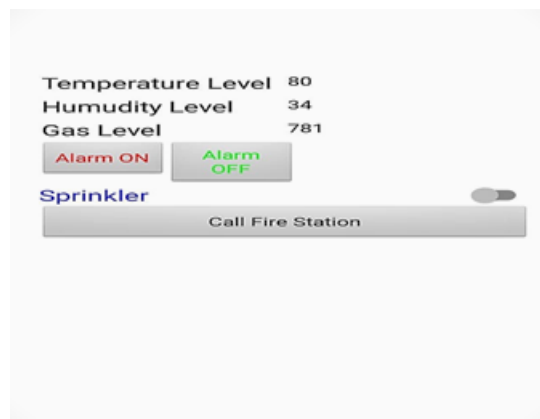 Temperature Level 80
Humudity Level 34
Gas Level 781
Alarm ON
Alarm
OFF
Sprinkler
Call Fire Station